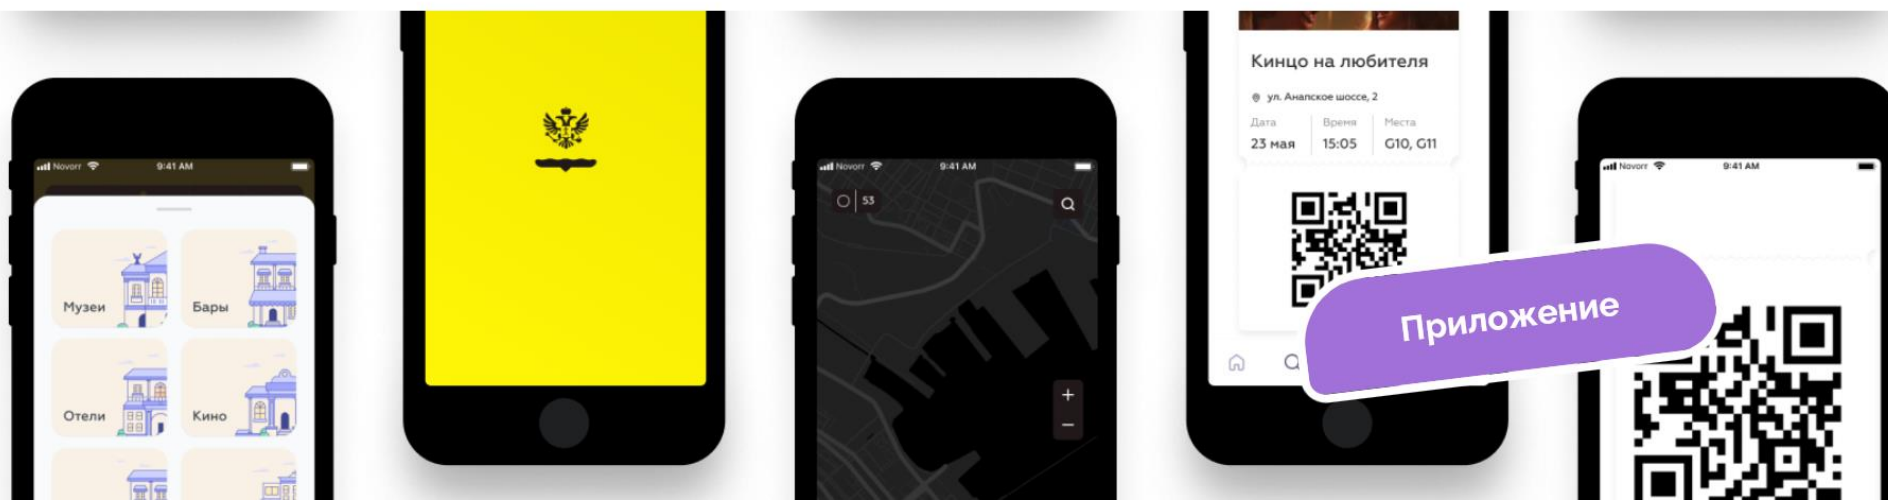 Novorr 9:41 AM
Музеи
Бары
Отели
Кино
Novorr 9:41 AM
53
Кинцо на любителя
ул. Анапское шоссе, 2
Дата Время Места
23 мая 15:05 G10, G11
Novorr 9:41 AM
Приложение